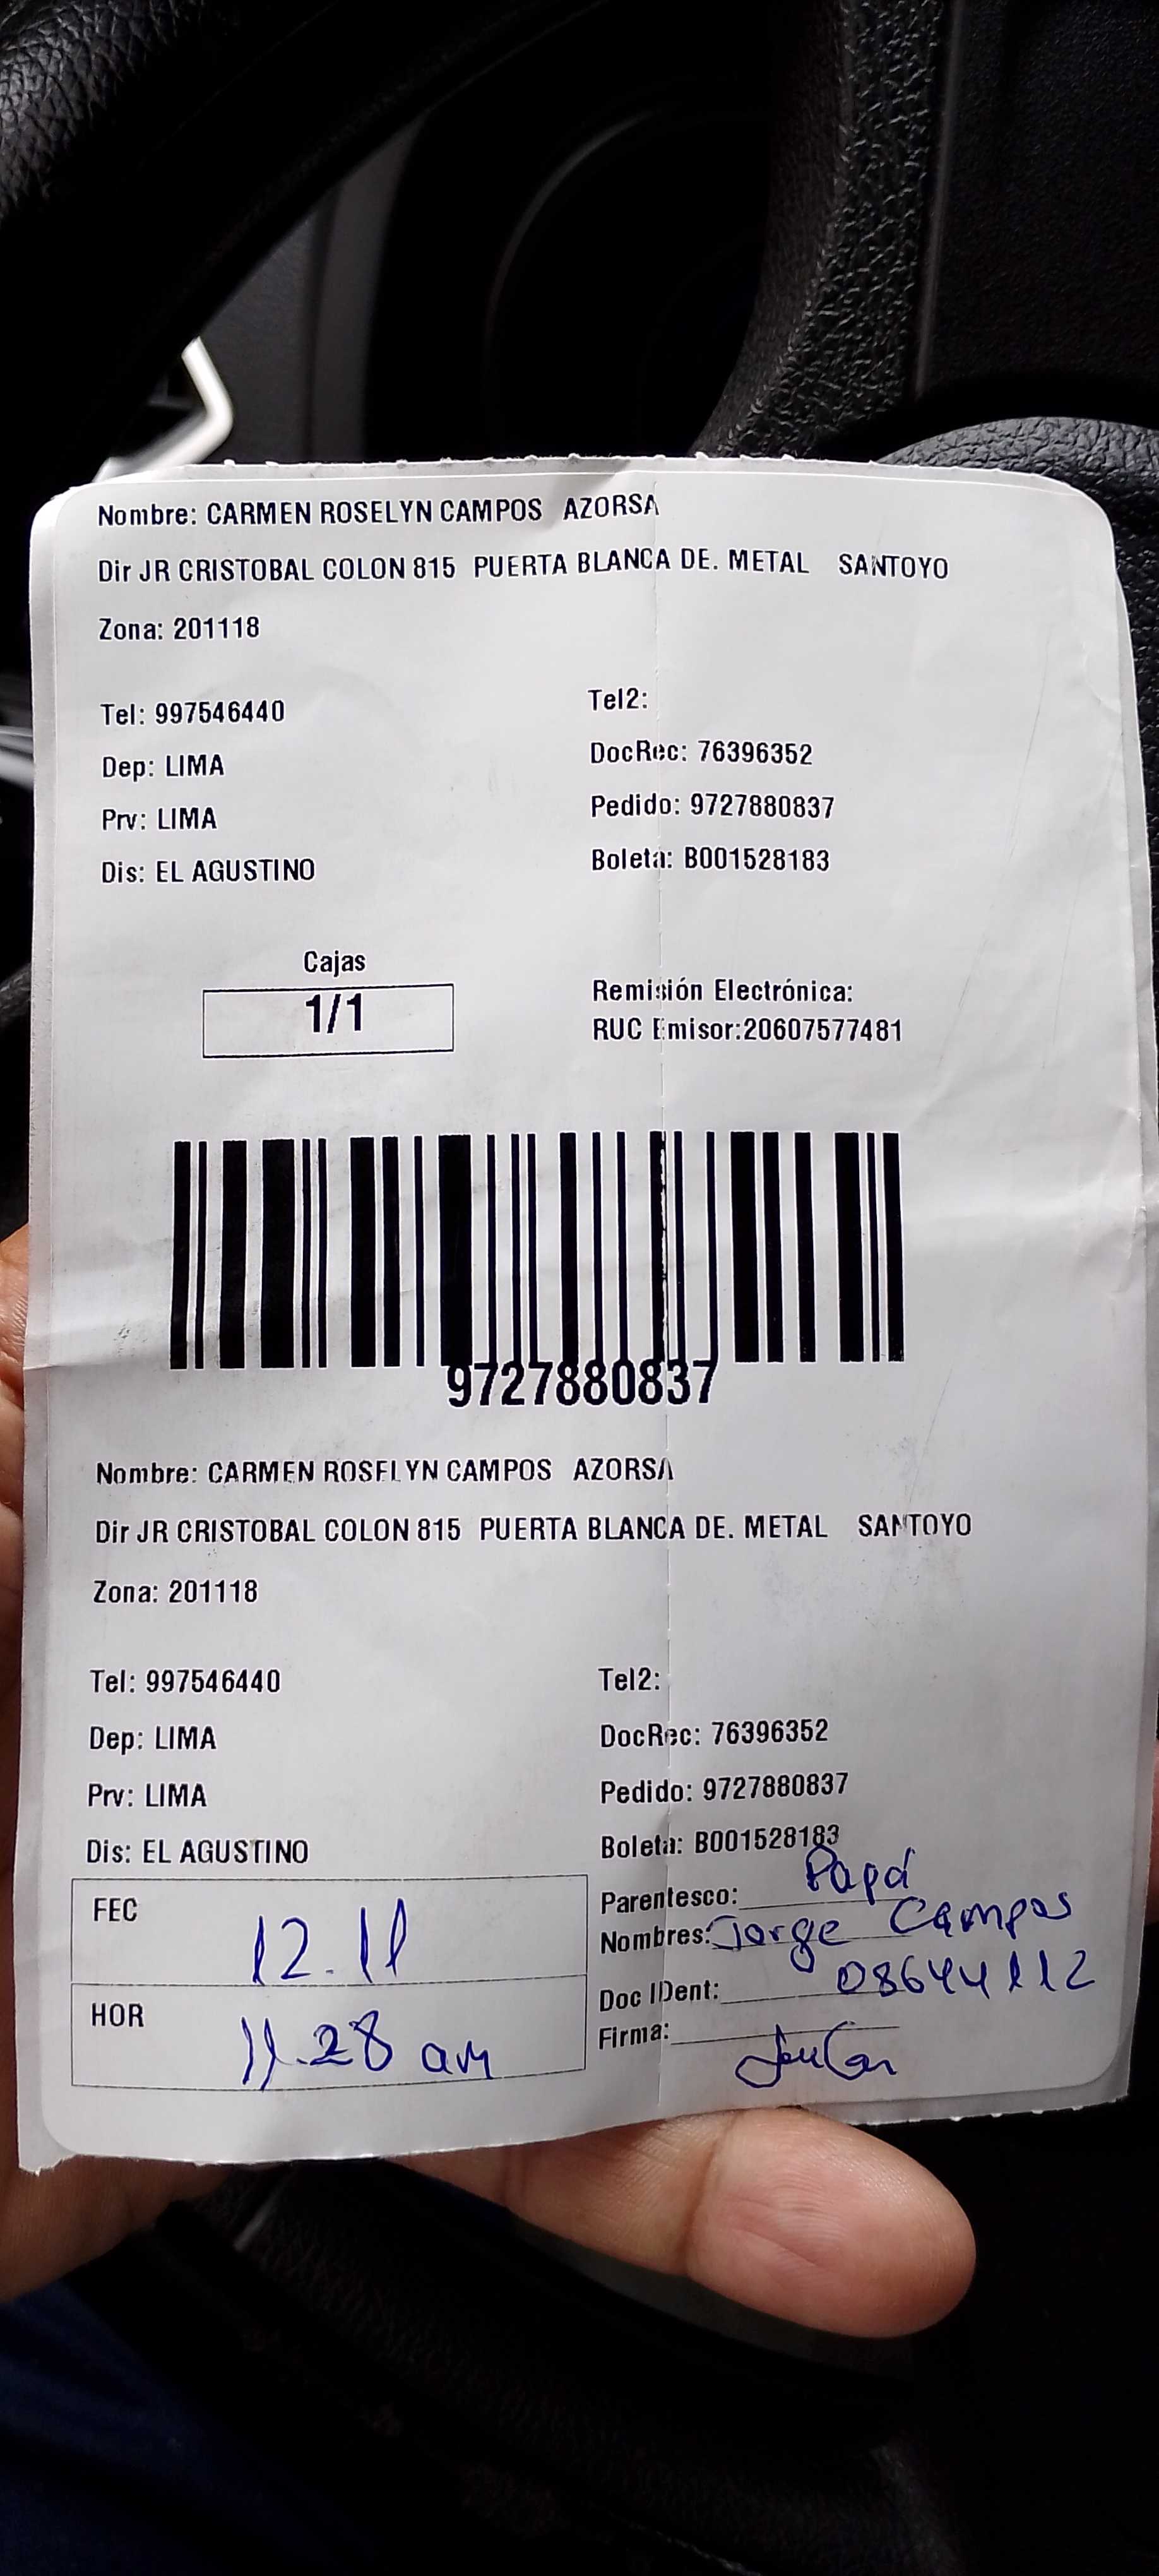 Nombre: CARMEN ROSELYN CAMPOS AZORSA
Dir JR CRISTOBAL COLON 815 PUERTA BLANCA DE. METAL SANTOYO
Zona: 201118
Tel: 997546440 Tel2:
Dep: LIMA DocRec: 76396352
Prv: LIMA Pedido: 9727880837
Dis: EL AGUSTINO Boleta: B001528183
Cajas
1/1
Remisión Electrónica:
RUC Emisor:20607577481
9727880837
Nombre: CARMEN ROSELYN CAMPOS AZORSA
Dir JR CRISTOBAL COLON 815 PUERTA BLANCA DE. METAL SANTOYO
Zona: 201118
Tel: 997546440 Tel2:
Dep: LIMA DocRec: 76396352
Prv: LIMA Pedido: 9727880837
Dis: EL AGUSTINO Boleta: B001528183
FEC 12.11
HOR 11.28 am
Parentesco: Papá
Nombres: Jorge Campos
Doc IDent: 08644112
Firma: